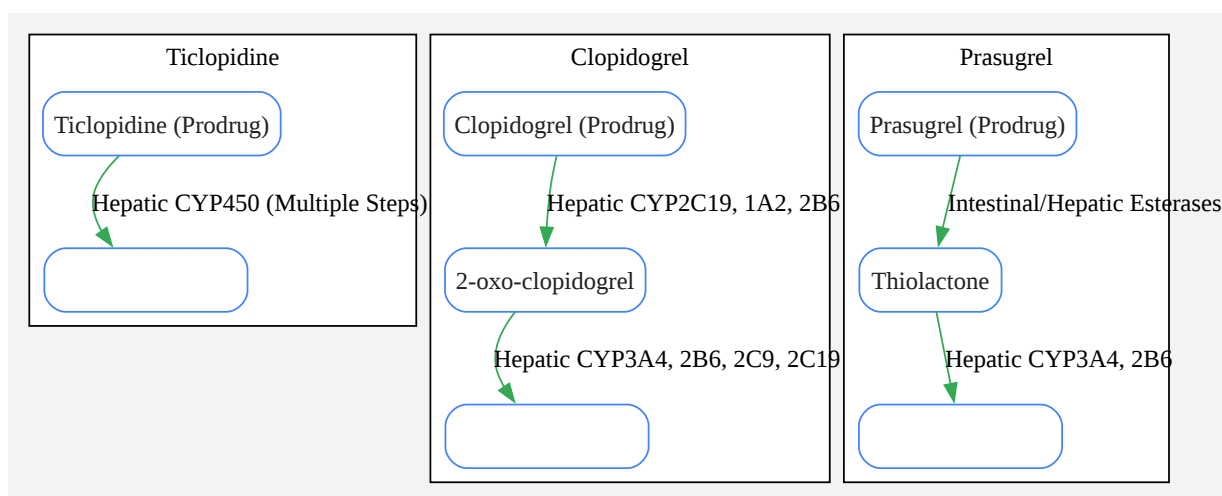 Ticlopidine
Ticlopidine (Prodrug)
Hepatic CYP450 (Multiple Steps)
Clopidogrel
Clopidogrel (Prodrug)
Hepatic CYP2C19, 1A2, 2B6
2-oxo-clopidogrel
Hepatic CYP3A4, 2B6, 2C9, 2C19
Prasugrel
Prasugrel (Prodrug)
Intestinal/Hepatic Esterases
Thiolactone
Hepatic CYP3A4, 2B6